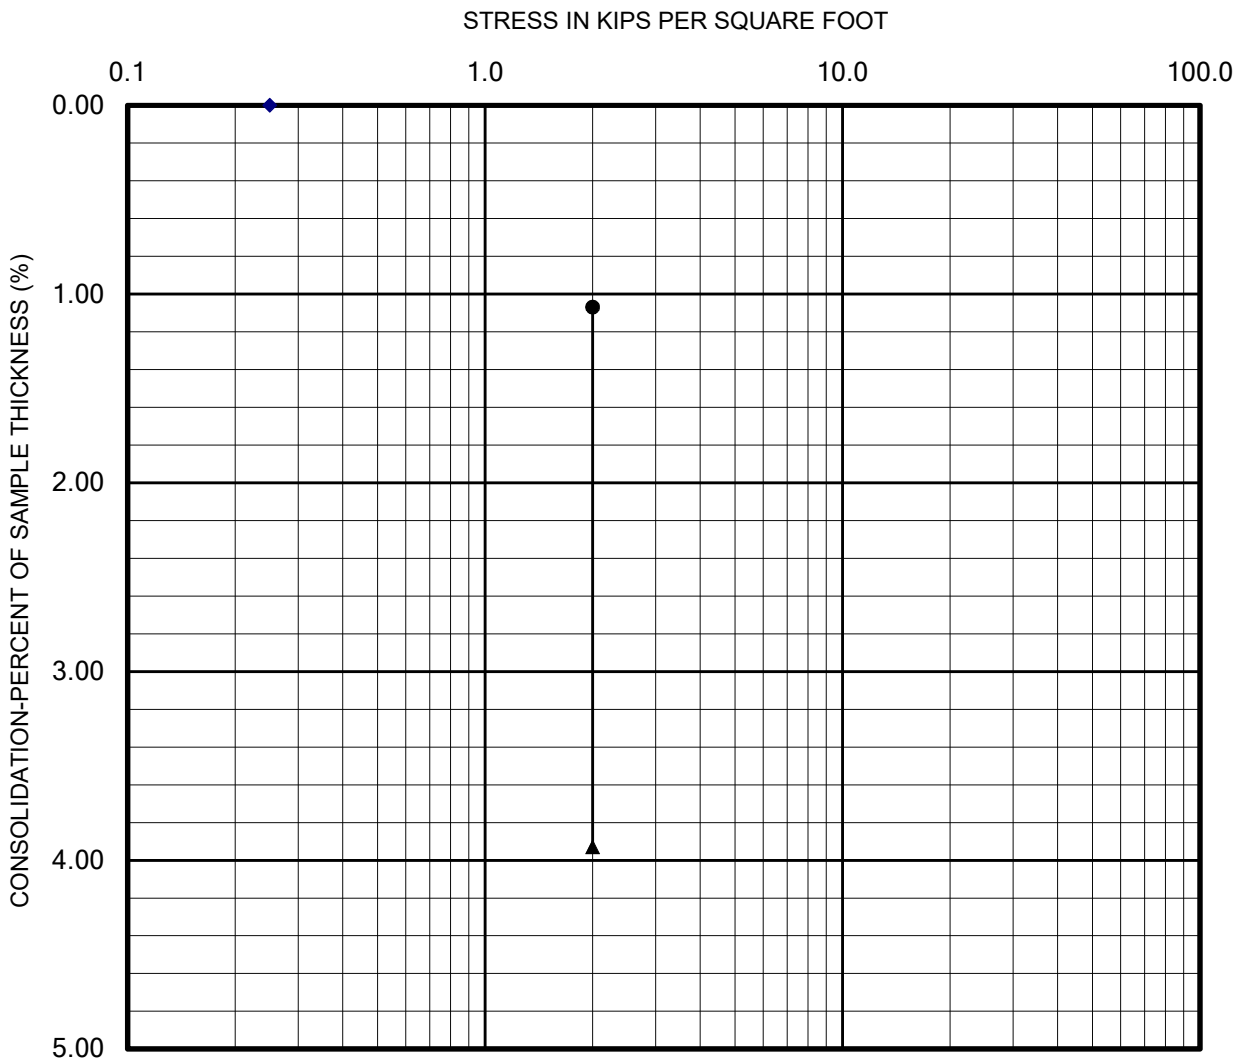 STRESS IN KIPS PER SQUARE FOOT
0.1 1.0 10.0 100.0
0.00
1.00
2.00
3.00
4.00
5.00
CONSOLIDATION-PERCENT OF SAMPLE THICKNESS (%)